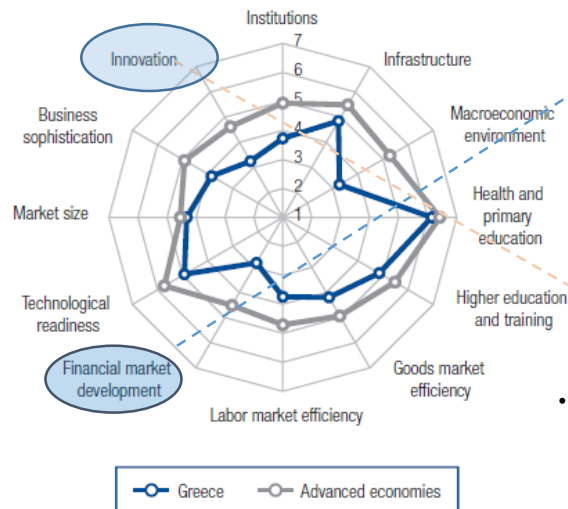 Institutions
7
6
5
4
3
2
1
Infrastructure
Macroeconomic
environment
Health and
primary
education
Higher education
and training
Goods market
efficiency
Labor market efficiency
Financial market
development
Technological
readiness
Market size
Business
sophistication
Innovation
•
Greece
Advanced economies